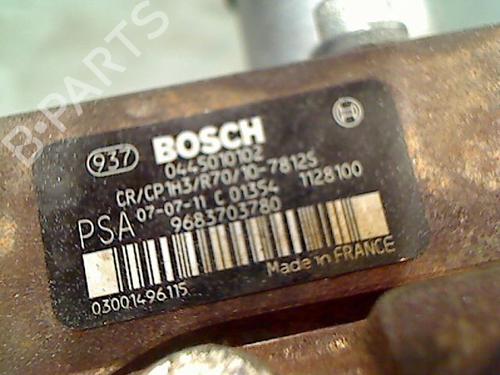 937 BOSCH
0445010102
CR/CP1H3/R70/10-7812S
PSA 07-07-11 C 01354 1128100
9683703780
03001496115 Made in FRANCE
B-PARTS